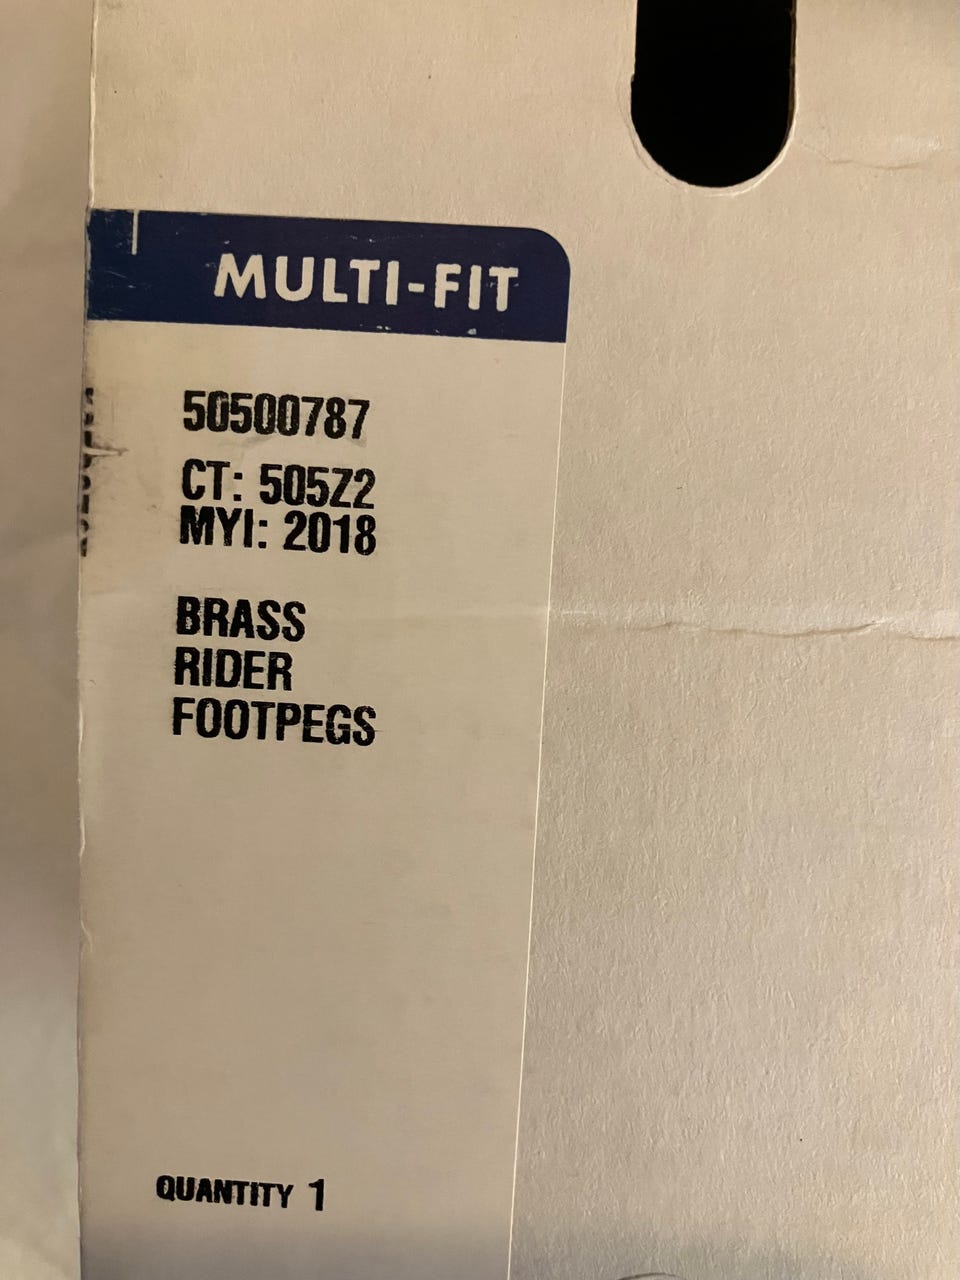 MULTI-FIT
50500787
CT: 505Z2
MYI: 2018
BRASS
RIDER
FOOTPEGS
QUANTITY 1